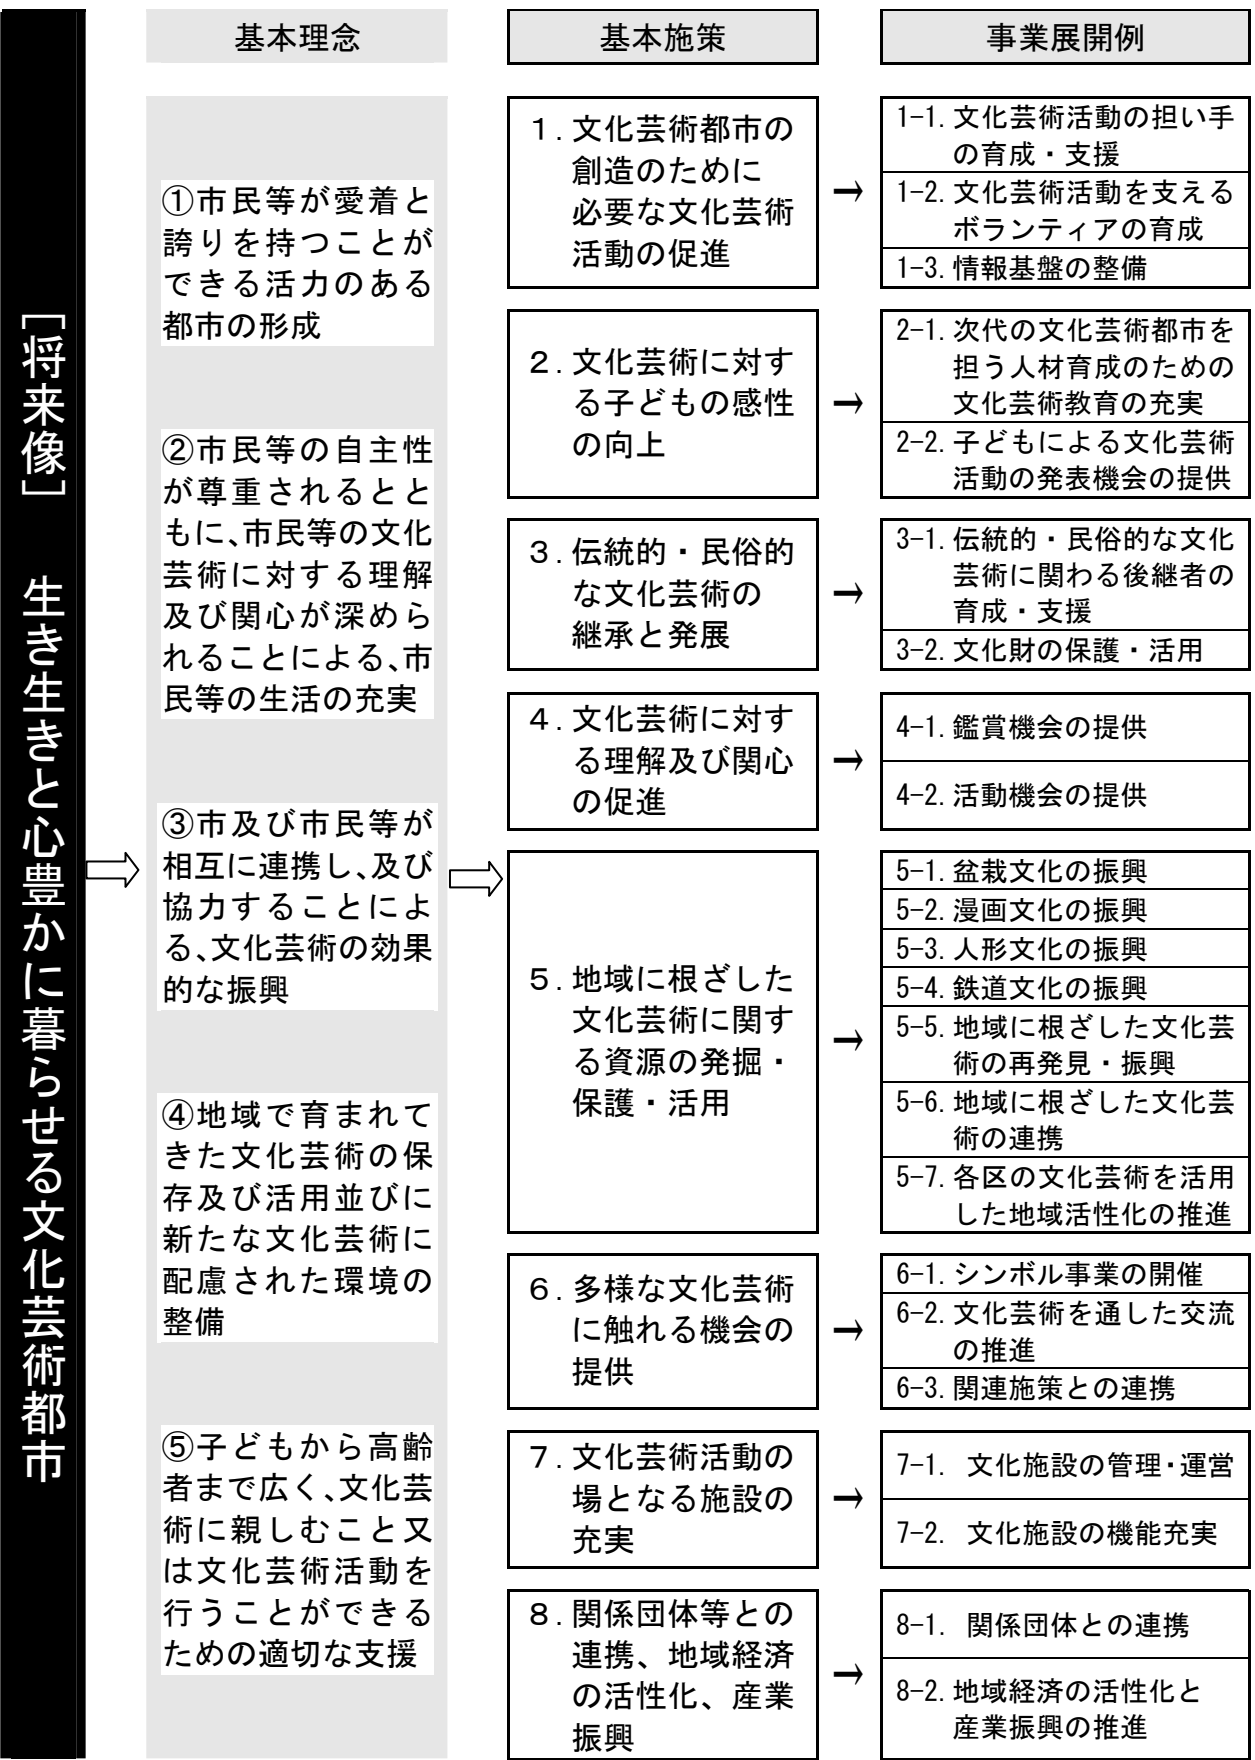 ［将来像］　生き生きと心豊かに暮らせる文化芸術都市
基本理念
①市民等が愛着と
誇りを持つことが
できる活力のある
都市の形成
②市民等の自主性
が尊重されるとと
もに、市民等の文化
芸術に対する理解
及び関心が深めら
れることによる、市
民等の生活の充実
③市及び市民等が
相互に連携し、及び
協力することによ
る、文化芸術の効果
的な振興
④地域で育まれて
きた文化芸術の保
存及び活用並びに
新たな文化芸術に
配慮された環境の
整備
⑤子どもから高齢
者まで広く、文化芸
術に親しむこと又
は文化芸術活動を
行うことができる
ための適切な支援
基本施策
事業展開例
１．文化芸術都市の
創造のために
必要な文化芸術
活動の促進
→
1-1. 文化芸術活動の担い手
の育成・支援
1-2. 文化芸術活動を支える
ボランティアの育成
1-3. 情報基盤の整備
２．文化芸術に対す
る子どもの感性
の向上
→
2-1. 次代の文化芸術都市を
担う人材育成のための
文化芸術教育の充実
2-2. 子どもによる文化芸術
活動の発表機会の提供
３．伝統的・民俗的
な文化芸術の
継承と発展
→
3-1. 伝統的・民俗的な文化
芸術に関わる後継者の
育成・支援
3-2. 文化財の保護・活用
４．文化芸術に対す
る理解及び関心
の促進
→
4-1. 鑑賞機会の提供
4-2. 活動機会の提供
５．地域に根ざした
文化芸術に関す
る資源の発掘・
保護・活用
→
5-1. 盆栽文化の振興
5-2. 漫画文化の振興
5-3. 人形文化の振興
5-4. 鉄道文化の振興
5-5. 地域に根ざした文化芸
術の再発見・振興
5-6. 地域に根ざした文化芸
術の連携
5-7. 各区の文化芸術を活用
した地域活性化の推進
６．多様な文化芸術
に触れる機会の
提供
→
6-1. シンボル事業の開催
6-2. 文化芸術を通した交流
の推進
6-3. 関連施策との連携
７．文化芸術活動の
場となる施設の
充実
→
7-1. 文化施設の管理・運営
7-2. 文化施設の機能充実
８．関係団体等との
連携、地域経済
の活性化、産業
振興
→
8-1. 関係団体との連携
8-2. 地域経済の活性化と
産業振興の推進